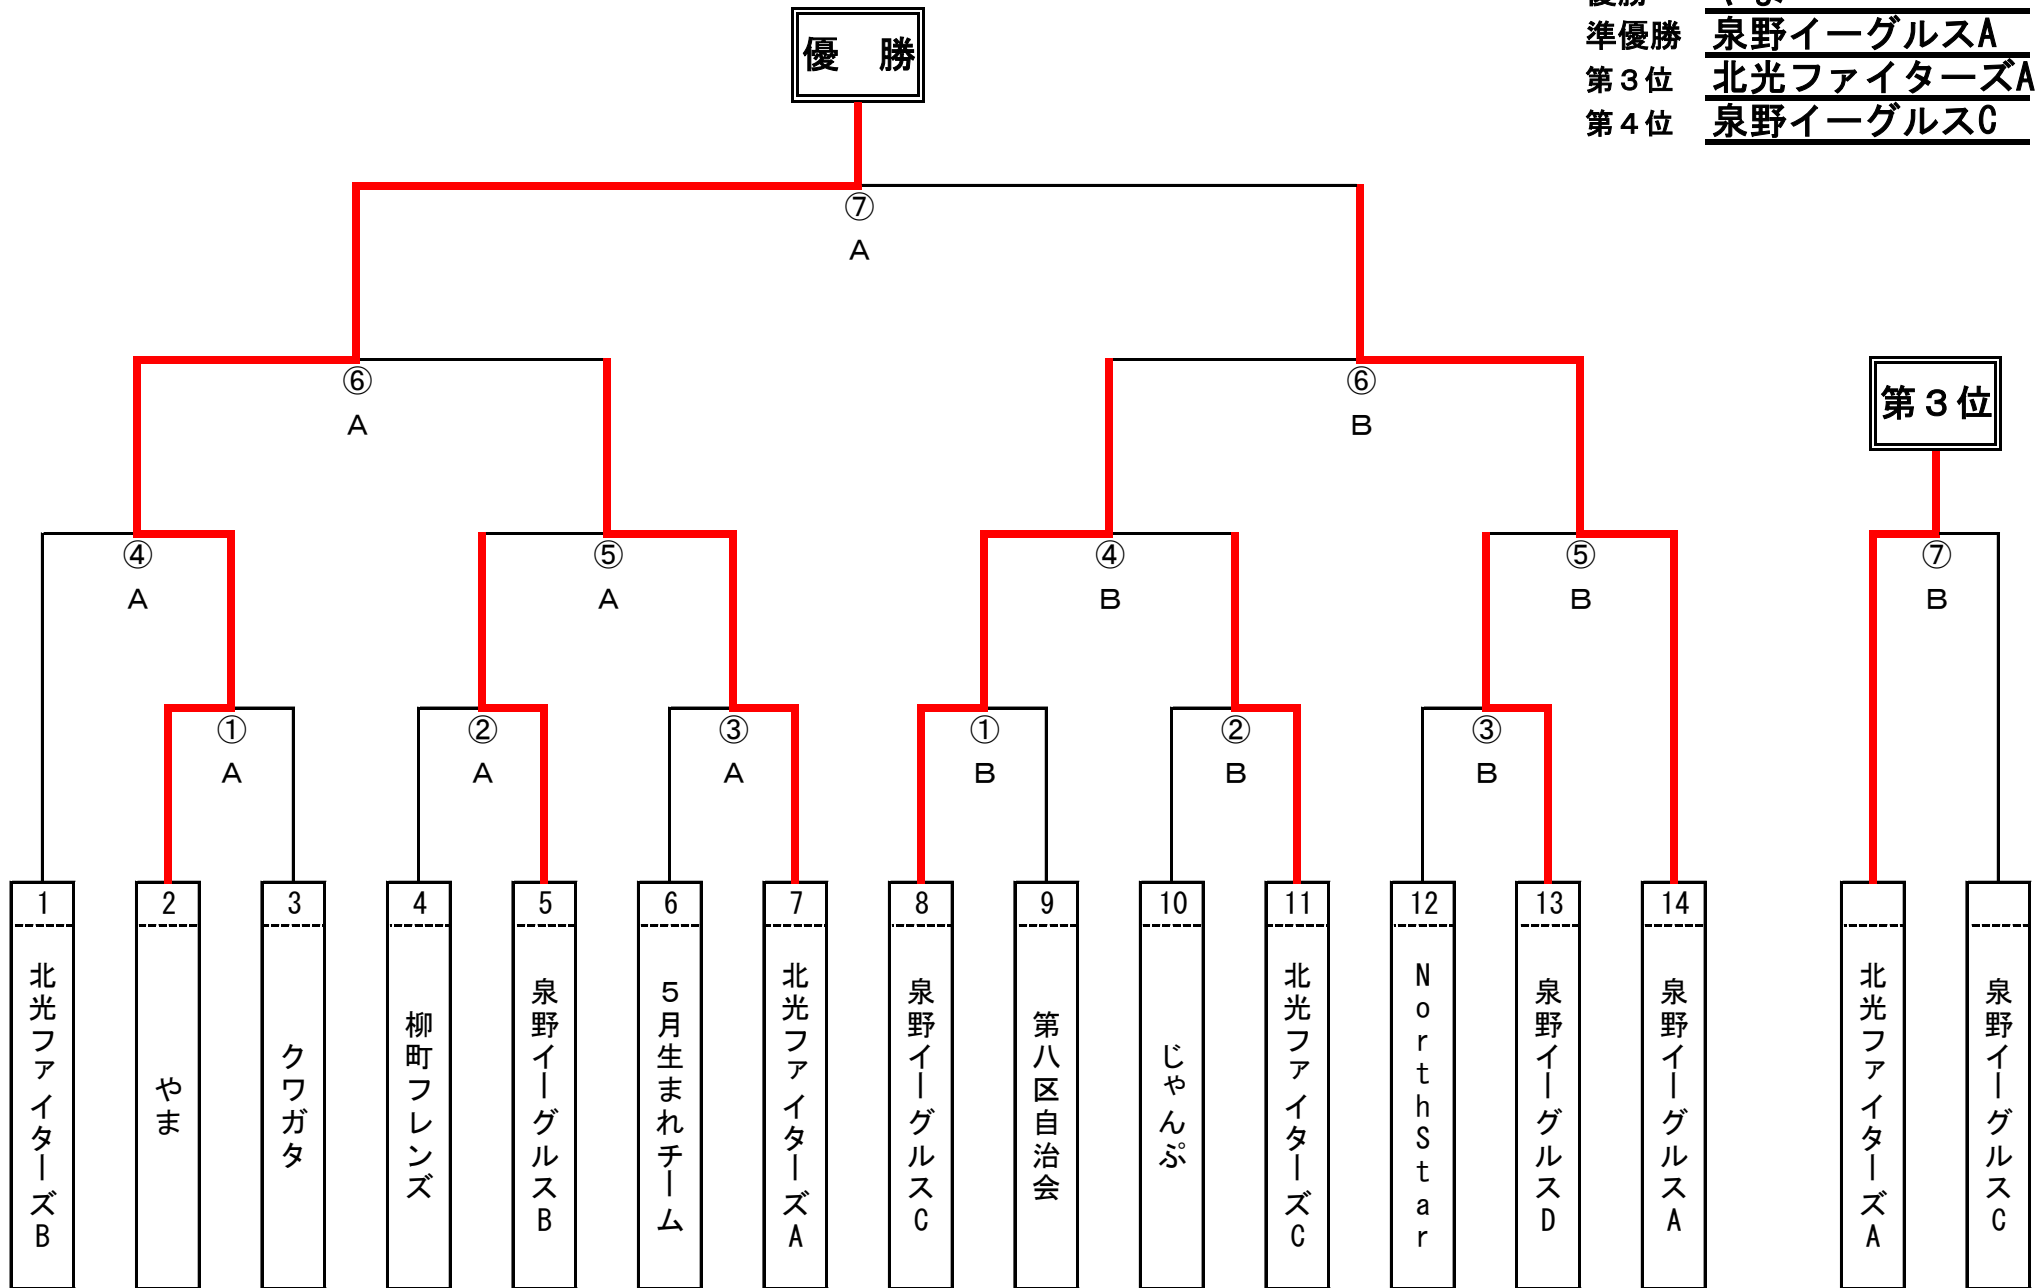 優勝
準優勝 泉野イーグルスA
第３位 北光ファイターズA
第４位 泉野イーグルスC
優　勝
⑦
A
⑥
A
⑥
B
第３位
④
A
⑤
A
④
B
⑤
B
⑦
B
①
A
②
A
③
A
①
B
②
B
③
B
1
北光ファイターズB
2
やま
3
クワガタ
4
柳町フレンズ
5
泉野イーグルスB
6
５月生まれチーム
7
北光ファイターズA
8
泉野イーグルスC
9
第八区自治会
10
じゃんぷ
11
北光ファイターズC
12
NorthStar
13
泉野イーグルスD
14
泉野イーグルスA
北光ファイターズA
泉野イーグルスC